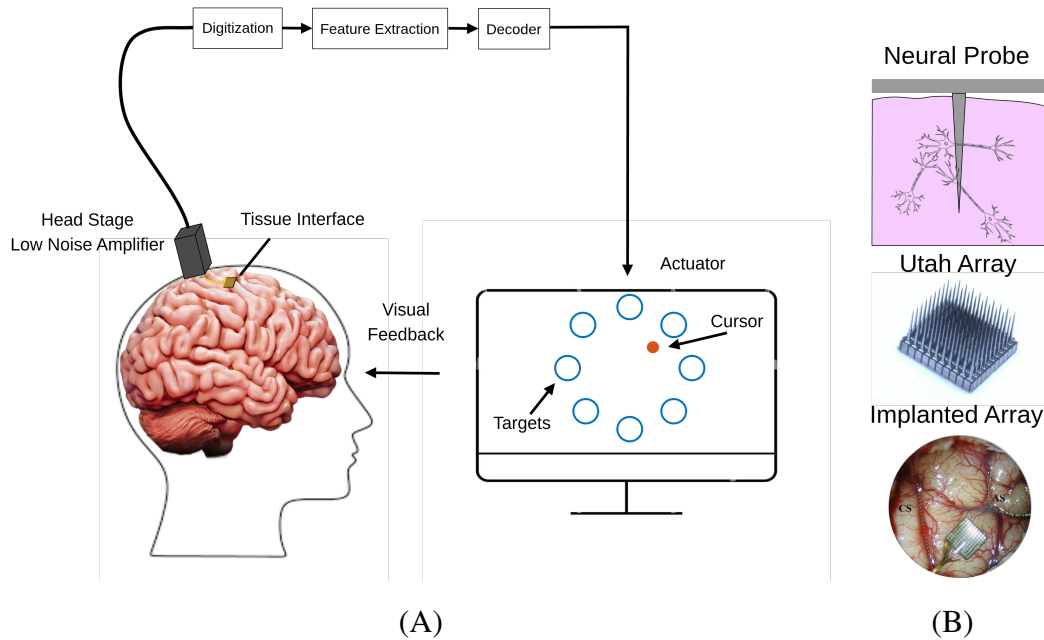 Digitization
Feature Extraction
Decoder
Neural Probe
Head Stage
Low Noise Amplifier
Tissue Interface
Actuator
Utah Array
Visual
Feedback
Cursor
Targets
Implanted Array
CS
AS
(A)
(B)